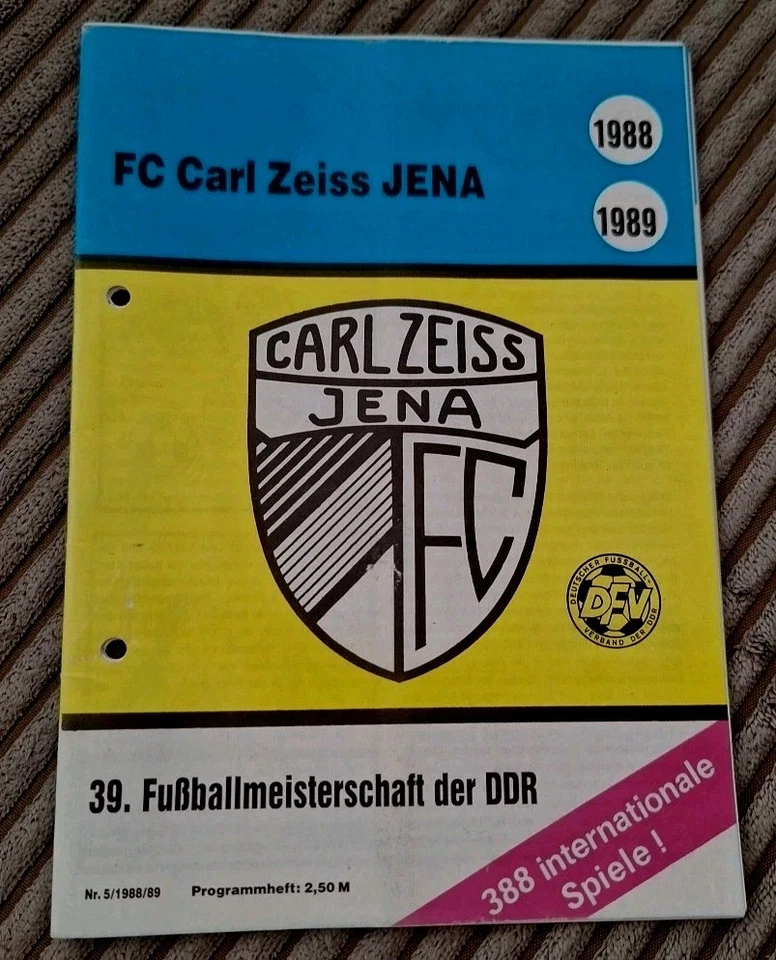 FC Carl Zeiss JENA
1988
1989
CARL ZEISS
JENA
FC
DEUTSCHER FUSSBALL-
DFV
VERBAND DER DDR
39. Fußballmeisterschaft der DDR
388 internationale
Spiele !
Nr. 5/1988/89 Programmheft: 2,50 M